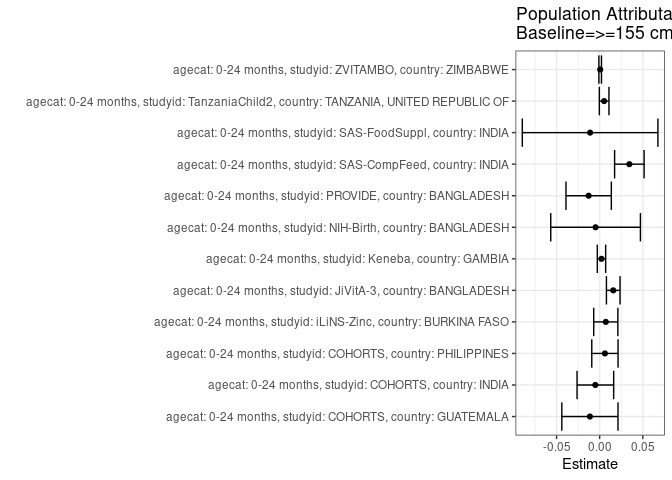 Population Attributa
Baseline=>=155 cm
agecat: 0-24 months, studyid: ZVITAMBO, country: ZIMBABWE
agecat: 0-24 months, studyid: TanzaniaChild2, country: TANZANIA, UNITED REPUBLIC OF
agecat: 0-24 months, studyid: SAS-FoodSuppl, country: INDIA
agecat: 0-24 months, studyid: SAS-CompFeed, country: INDIA
agecat: 0-24 months, studyid: PROVIDE, country: BANGLADESH
agecat: 0-24 months, studyid: NIH-Birth, country: BANGLADESH
agecat: 0-24 months, studyid: Keneba, country: GAMBIA
agecat: 0-24 months, studyid: JiVitA-3, country: BANGLADESH
agecat: 0-24 months, studyid: iLiNS-Zinc, country: BURKINA FASO
agecat: 0-24 months, studyid: COHORTS, country: PHILIPPINES
agecat: 0-24 months, studyid: COHORTS, country: INDIA
agecat: 0-24 months, studyid: COHORTS, country: GUATEMALA
-0.05 0.00 0.05
Estimate